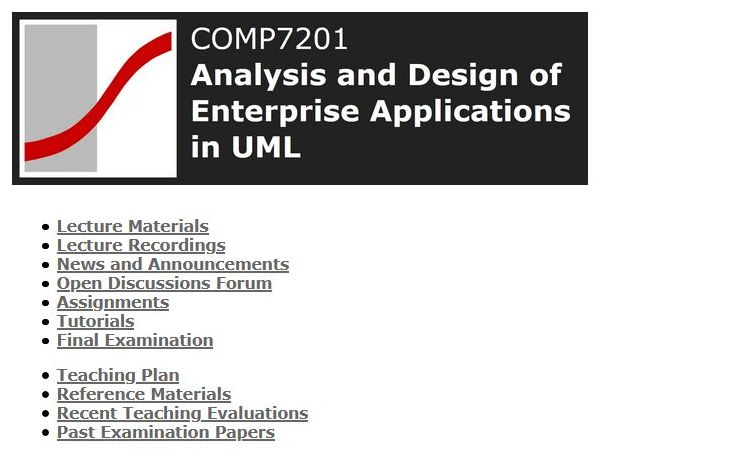 COMP7201
Analysis and Design of
Enterprise Applications
in UML
Lecture Materials
Lecture Recordings
News and Announcements
Open Discussions Forum
Assignments
Tutorials
Final Examination
Teaching Plan
Reference Materials
Recent Teaching Evaluations
Past Examination Papers